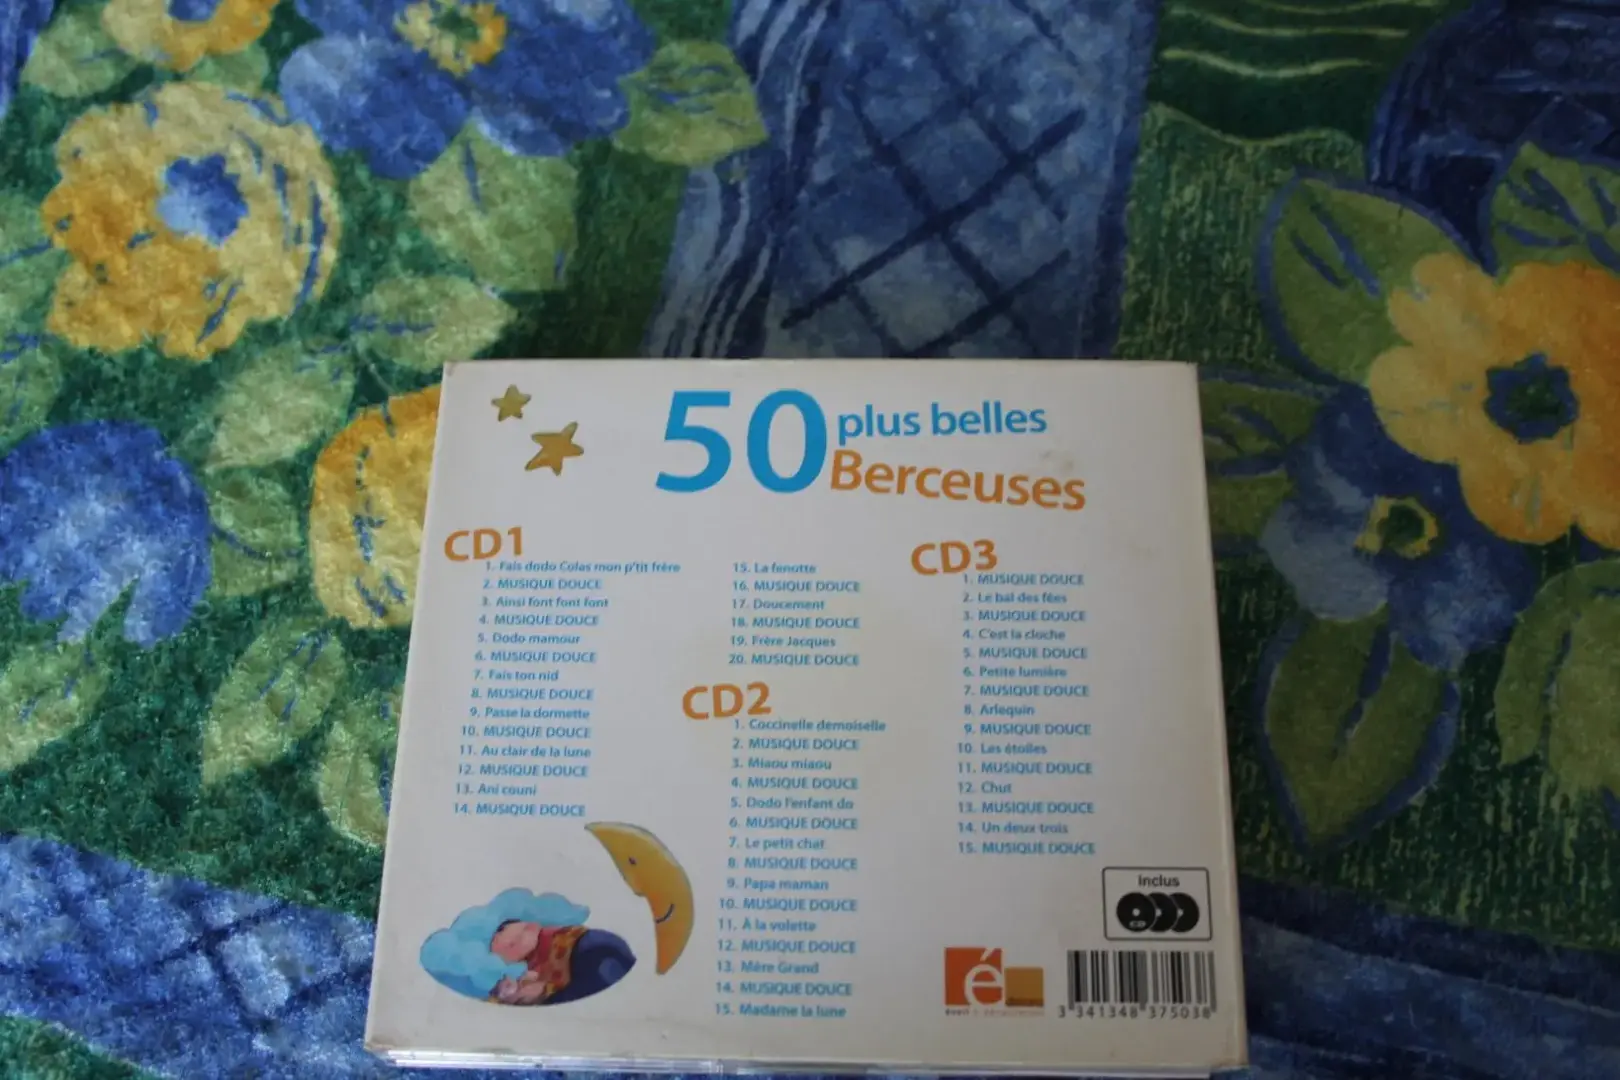 50 plus belles
Berceuses
CD1
1. Fais dodo Colas mon p'tit frère
2. MUSIQUE DOUCE
3. Ainsi font font font
4. MUSIQUE DOUCE
5. Dodo mamour
6. MUSIQUE DOUCE
7. Fais ton nid
8. MUSIQUE DOUCE
9. Passe la dormette
10. MUSIQUE DOUCE
11. Au clair de la lune
12. MUSIQUE DOUCE
13. Ani couni
14. MUSIQUE DOUCE
15. La fenotte
16. MUSIQUE DOUCE
17. Doucement
18. MUSIQUE DOUCE
19. Frère Jacques
20. MUSIQUE DOUCE
CD2
1. Coccinelle demoiselle
2. MUSIQUE DOUCE
3. Miaou miaou
4. MUSIQUE DOUCE
5. Dodo l'enfant do
6. MUSIQUE DOUCE
7. Le petit chat
8. MUSIQUE DOUCE
9. Papa maman
10. MUSIQUE DOUCE
11. À la volette
12. MUSIQUE DOUCE
13. Mère Grand
14. MUSIQUE DOUCE
15. Madame la lune
CD3
1. MUSIQUE DOUCE
2. Le bal des fées
3. MUSIQUE DOUCE
4. C'est la cloche
5. MUSIQUE DOUCE
6. Petite lumière
7. MUSIQUE DOUCE
8. Arlequin
9. MUSIQUE DOUCE
10. Les étoiles
11. MUSIQUE DOUCE
12. Chut
13. MUSIQUE DOUCE
14. Un deux trois
15. MUSIQUE DOUCE
inclus
CD
é
3 341348 375038